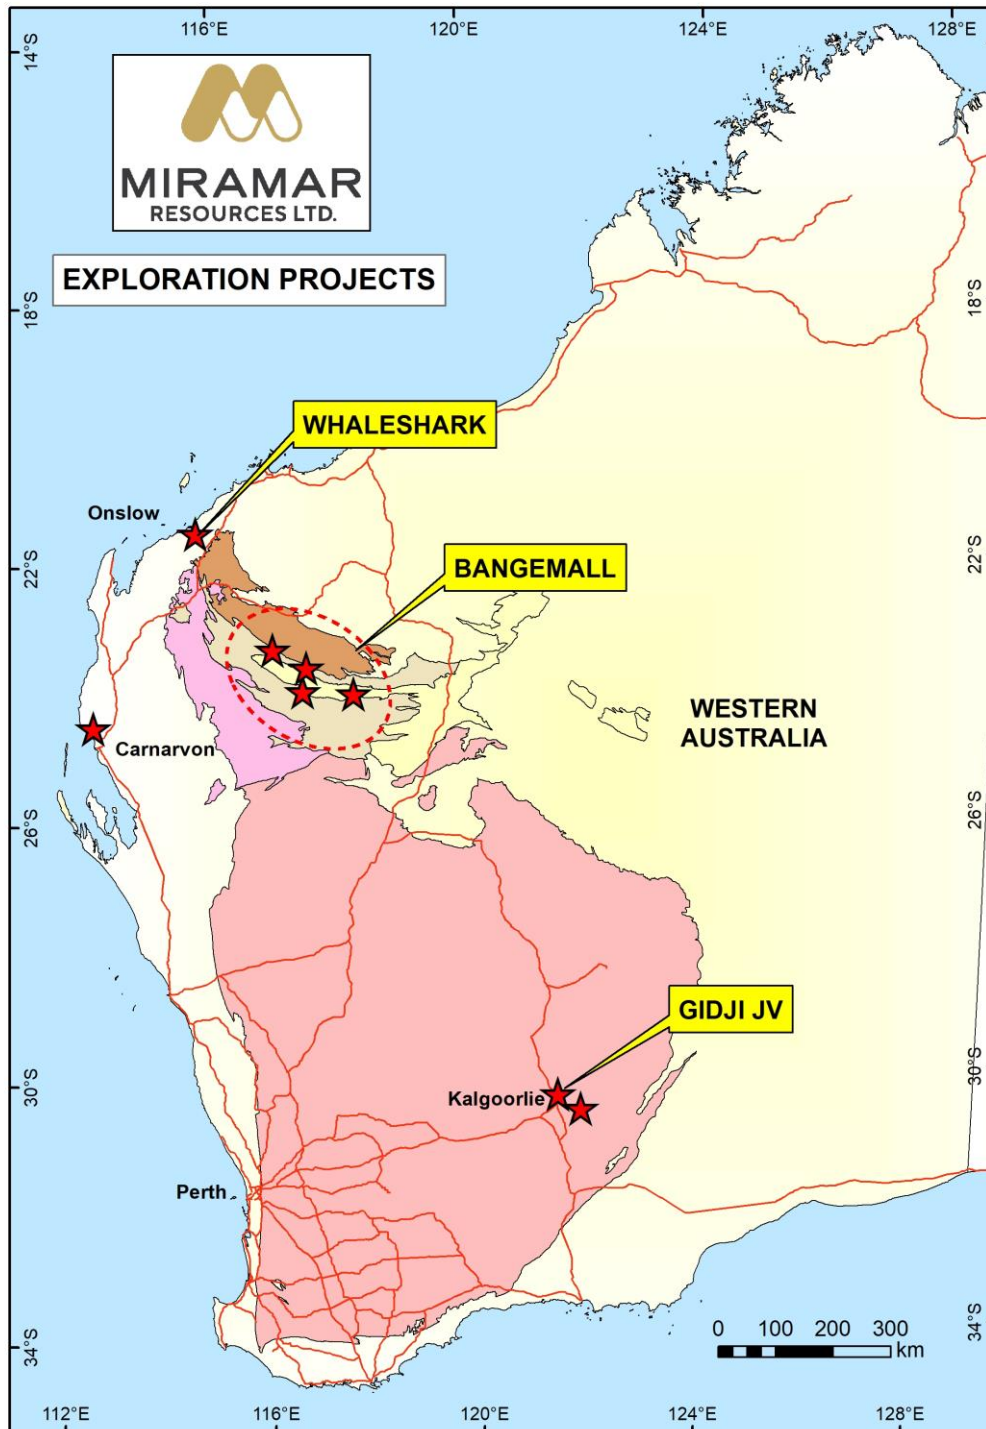 116°E 120°E 124°E 128°E
14°S
MIRAMAR
RESOURCES LTD.
EXPLORATION PROJECTS
18°S 18°S
WHALESHARK
Onslow
22°S 22°S
BANGEMALL
WESTERN
AUSTRALIA
Carnarvon
26°S 26°S
GIDJI JV
30°S 30°S
Kalgoorlie
Perth
34°S 34°S
0 100 200 300
km
112°E 116°E 120°E 124°E 128°E